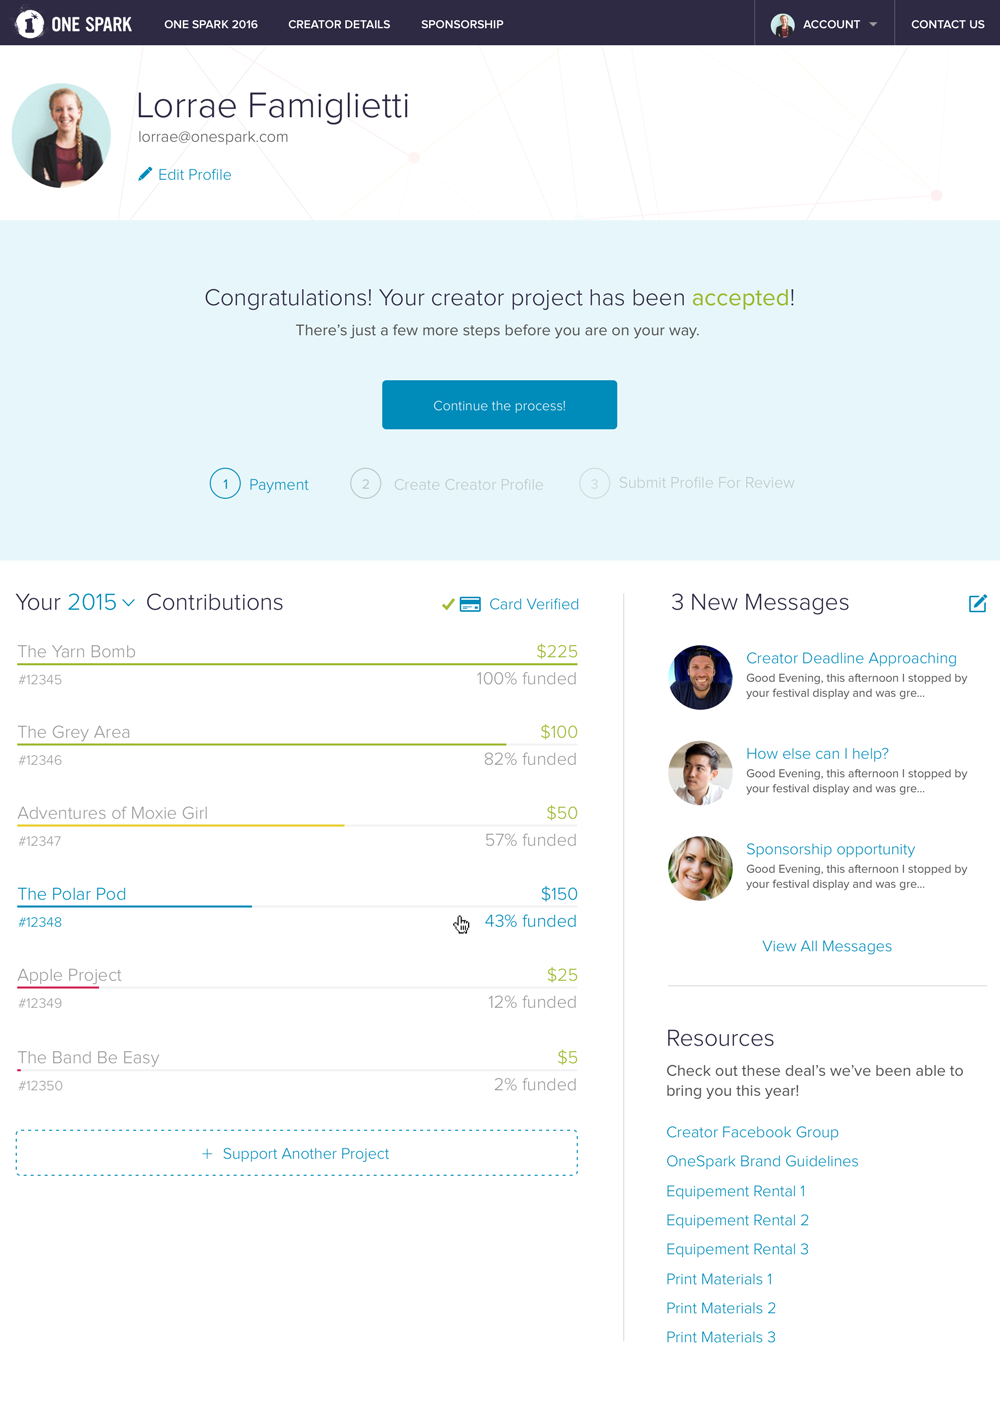 ONE SPARK
ONE SPARK 2016
CREATOR DETAILS
SPONSORSHIP
ACCOUNT
CONTACT US
Lorrae Famiglietti
lorrae@onespark.com
Edit Profile
Congratulations! Your creator project has been accepted!
There's just a few more steps before you are on your way.
Continue the process!
1 Payment
2 Create Creator Profile
3 Submit Profile For Review
Your 2015 Contributions
Card Verified
The Yarn Bomb $225
#12345 100% funded
The Grey Area $100
#12346 82% funded
Adventures of Moxie Girl $50
#12347 57% funded
The Polar Pod $150
#12348 43% funded
Apple Project $25
#12349 12% funded
The Band Be Easy $5
#12350 2% funded
+ Support Another Project
3 New Messages
Creator Deadline Approaching
Good Evening, this afternoon I stopped by
your festival display and was gre...
How else can I help?
Good Evening, this afternoon I stopped by
your festival display and was gre...
Sponsorship opportunity
Good Evening, this afternoon I stopped by
your festival display and was gre...
View All Messages
Resources
Check out these deal's we've been able to
bring you this year!
Creator Facebook Group
OneSpark Brand Guidelines
Equipement Rental 1
Equipement Rental 2
Equipement Rental 3
Print Materials 1
Print Materials 2
Print Materials 3